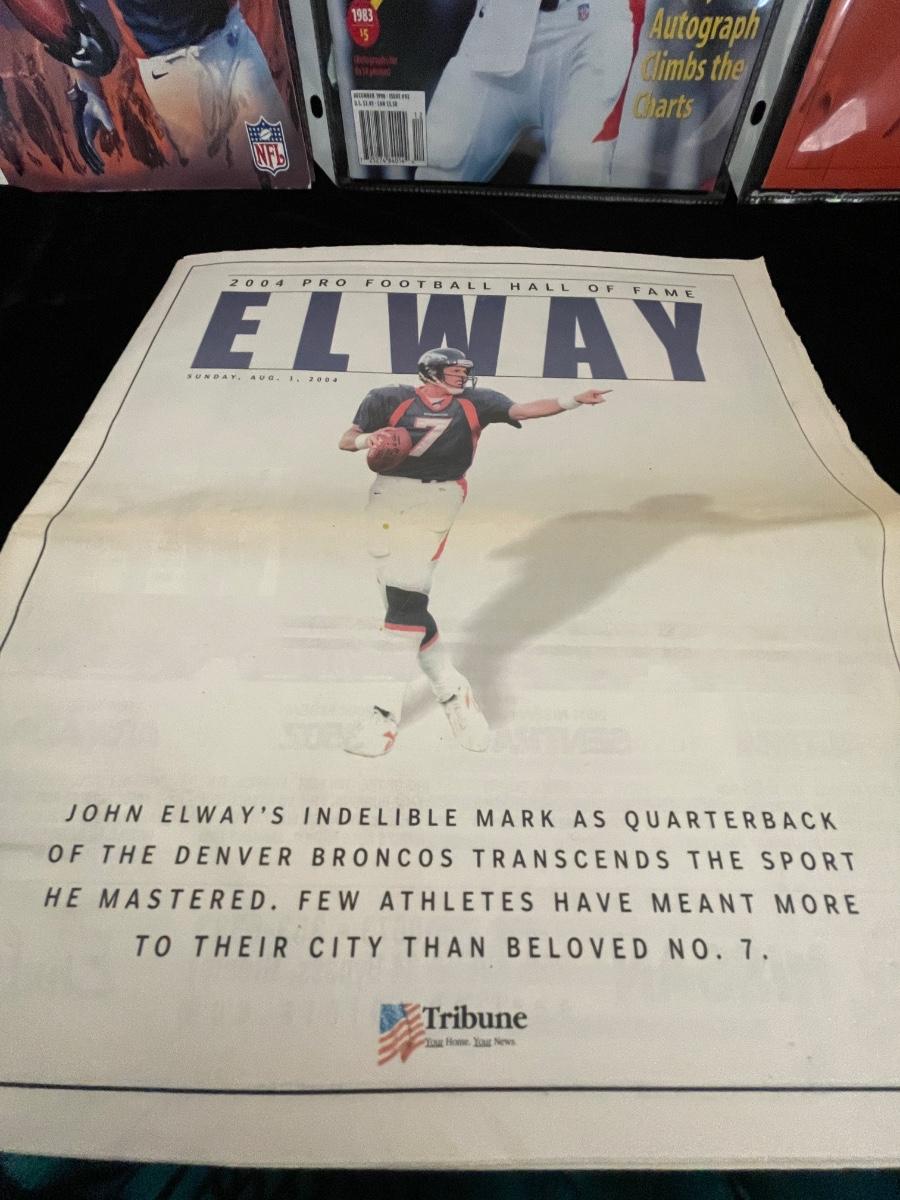 1983
$5
Autograph
Climbs the
Charts
NFL
2004 PRO FOOTBALL HALL OF FAME
ELWAY
SUNDAY, AUG. 1, 2004
7
JOHN ELWAY'S INDELIBLE MARK AS QUARTERBACK
OF THE DENVER BRONCOS TRANSCENDS THE SPORT
HE MASTERED. FEW ATHLETES HAVE MEANT MORE
TO THEIR CITY THAN BELOVED NO. 7.
Tribune
Your Home. Your News.